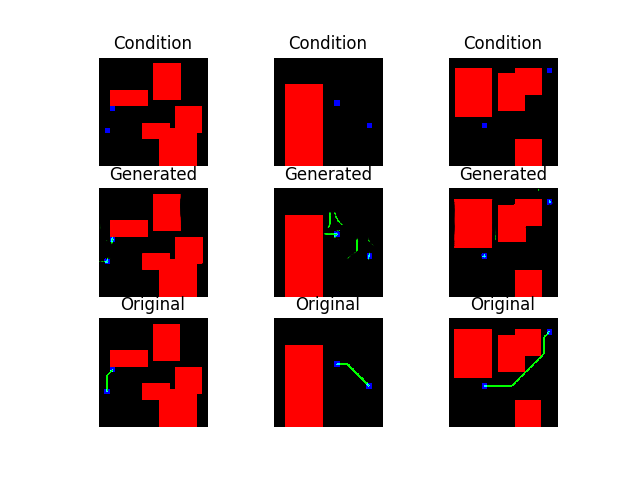 Condition Condition Condition
Generated Generated Generated
Original Original Original